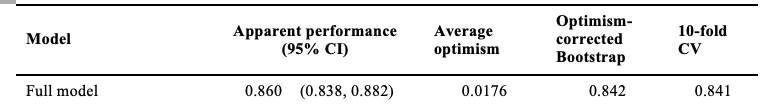 Model Apparent performance (95% CI) Average optimism Optimism-corrected Bootstrap 10-fold CV
Full model 0.860 (0.838, 0.882) 0.0176 0.842 0.841